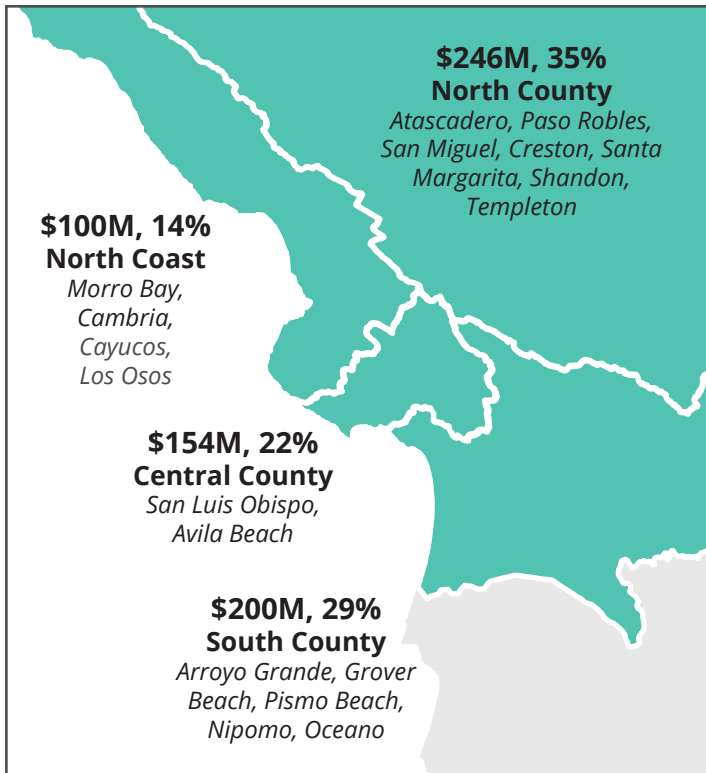 $246M, 35%
North County
Atascadero, Paso Robles,
San Miguel, Creston, Santa
Margarita, Shandon,
Templeton
$100M, 14%
North Coast
Morro Bay,
Cambria,
Cayucos,
Los Osos
$154M, 22%
Central County
San Luis Obispo,
Avila Beach
$200M, 29%
South County
Arroyo Grande, Grover
Beach, Pismo Beach,
Nipomo, Oceano